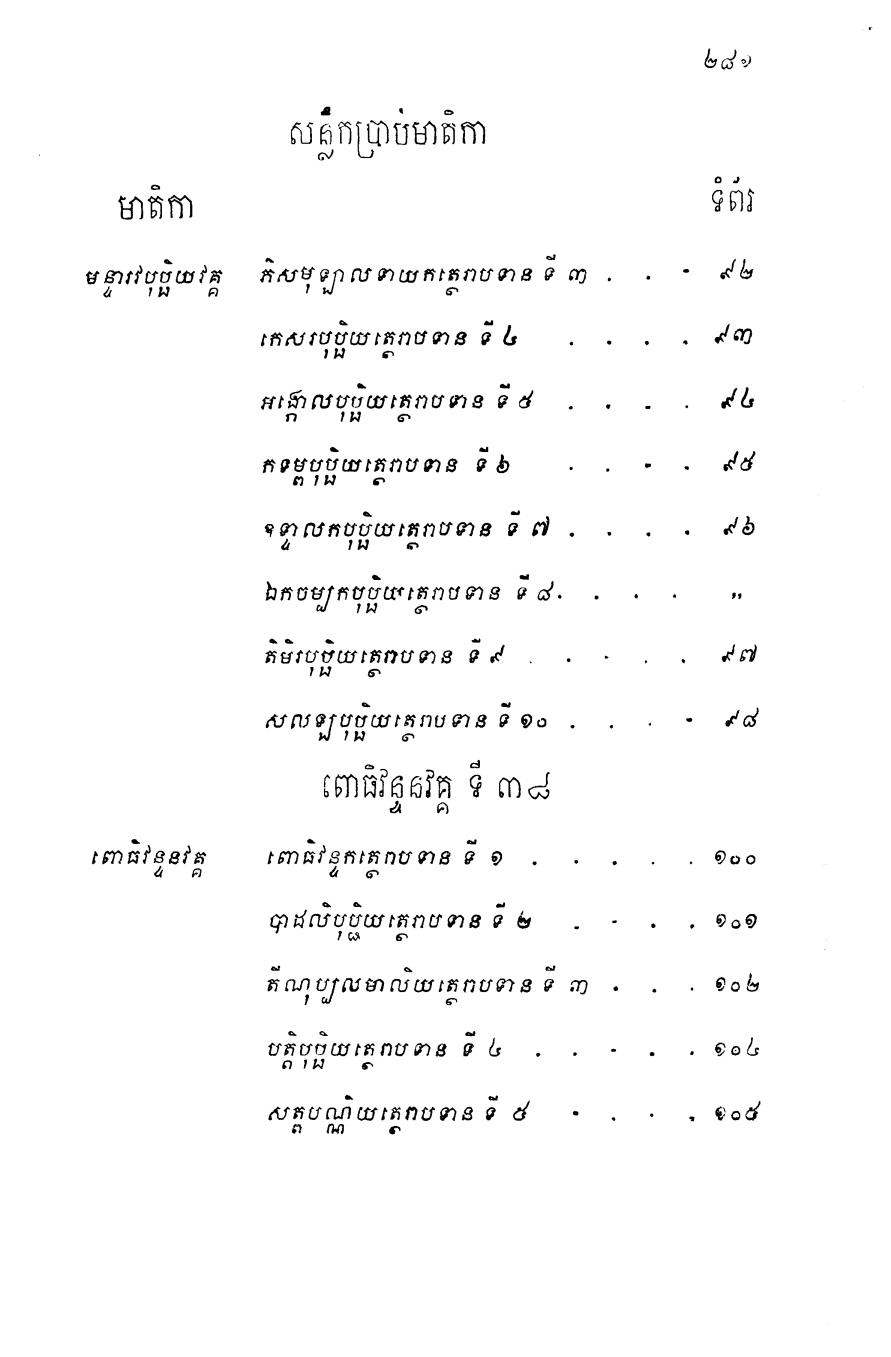 ២៨១
សន្លឹកប្រាប់មាតិកា
មាតិកា ទំព័រ
មន្ទារវបុប្ផិយវគ្គ ភិសមុឡាលទាយកត្ថេរាបទាន ទី ៣ . . . ៩២
កេសរបុប្ផិយត្ថេរាបទាន ទី ៤ . . . . ៩៣
អង្កោលបុប្ផិយត្ថេរាបទាន ទី ៥ . . . . ៩៤
កទម្ពបុប្ផិយត្ថេរាបទាន ទី ៦ . . . . ៩៥
ឧទ្ទាលកបុប្ផិយត្ថេរាបទាន ទី ៧ . . . . ៩៦
ឯកចម្បកបុប្ផិយត្ថេរាបទាន ទី ៨ . . . . ,,
តិមិរបុប្ផិយត្ថេរាបទាន ទី ៩ . . . . . ៩៧
សលឡបុប្ផិយត្ថេរាបទាន ទី ១០ . . . . ៩៨
ពោធិវន្ទនវគ្គ ទី ៣៨
ពោធិវន្ទនវគ្គ ពោធិវន្ទកត្ថេរាបទាន ទី ១ . . . . . ១០០
បាដលិបុប្ផិយត្ថេរាបទាន ទី ២ . . . . ១០១
តីណុប្បលមាលិយត្ថេរាបទាន ទី ៣ . . . ១០២
បត្តិបុប្ផិយត្ថេរាបទាន ទី ៤ . . . . . ១០៤
សត្តបណ្ណិយត្ថេរាបទាន ទី ៥ . . . . ១០៥